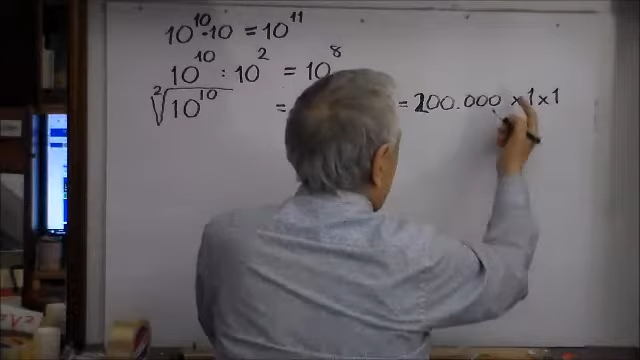 10¹⁰·10 = 10¹¹
10¹⁰ : 10² = 10⁸
²√10¹⁰ = = 200.000 × 1 × 1